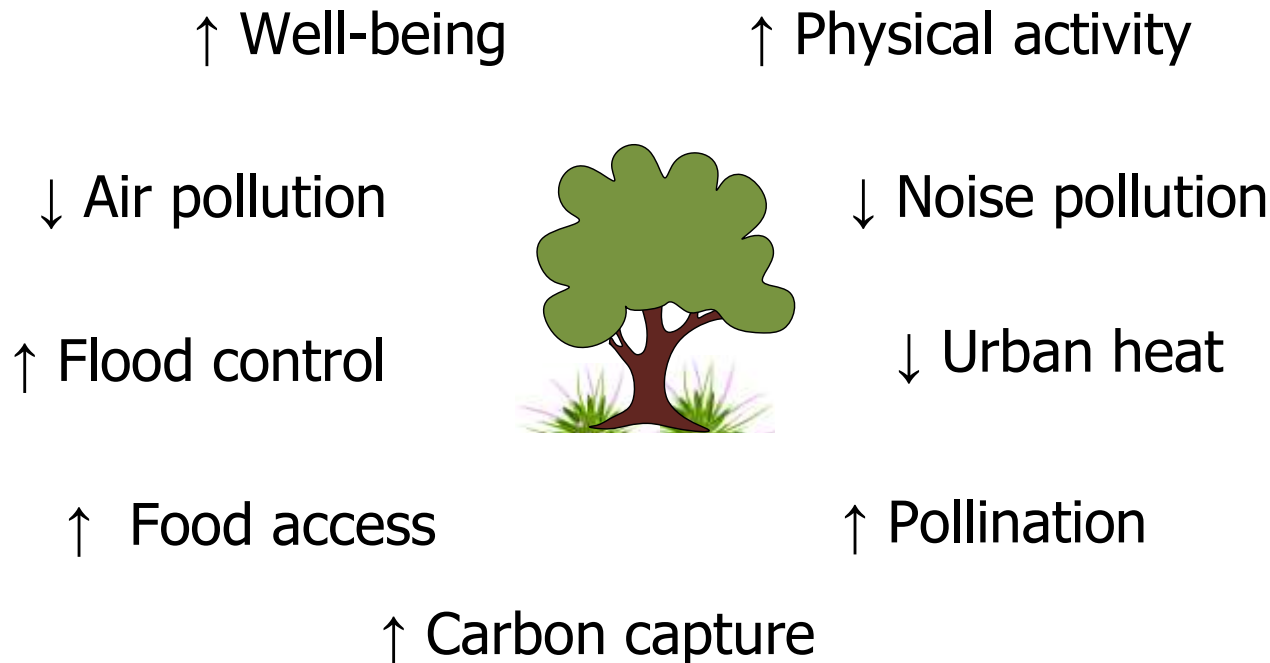 ↑ Well-being
↑ Physical activity
↓ Air pollution
↓ Noise pollution
↑ Flood control
↓ Urban heat
↑ Food access
↑ Pollination
↑ Carbon capture